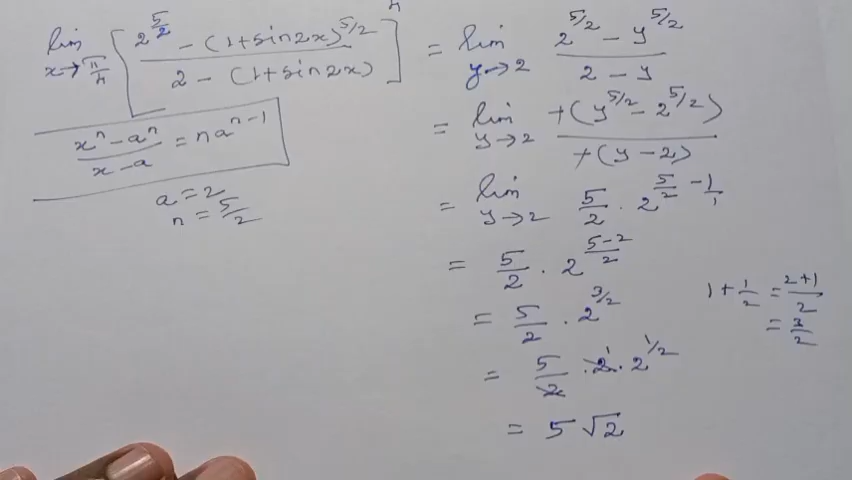 lim x→π/4 [ 2^5/2 - (1+sin2x)^5/2 / 2 - (1+sin2x) ] = lim y→2 2^5/2 - y^5/2 / 2 - y
x^n - a^n / x - a = n a^n-1
a = 2
n = 5/2
= lim y→2 +(y^5/2 - 2^5/2) / +(y - 2)
= lim y→2 5/2 · 2^5/2 - 1/1
= 5/2 · 2^5-2/2
= 5/2 · 2^3/2
= 5/2 · 2^1 · 2^1/2
= 5 √2
1 + 1/2 = 2+1/2
= 3/2